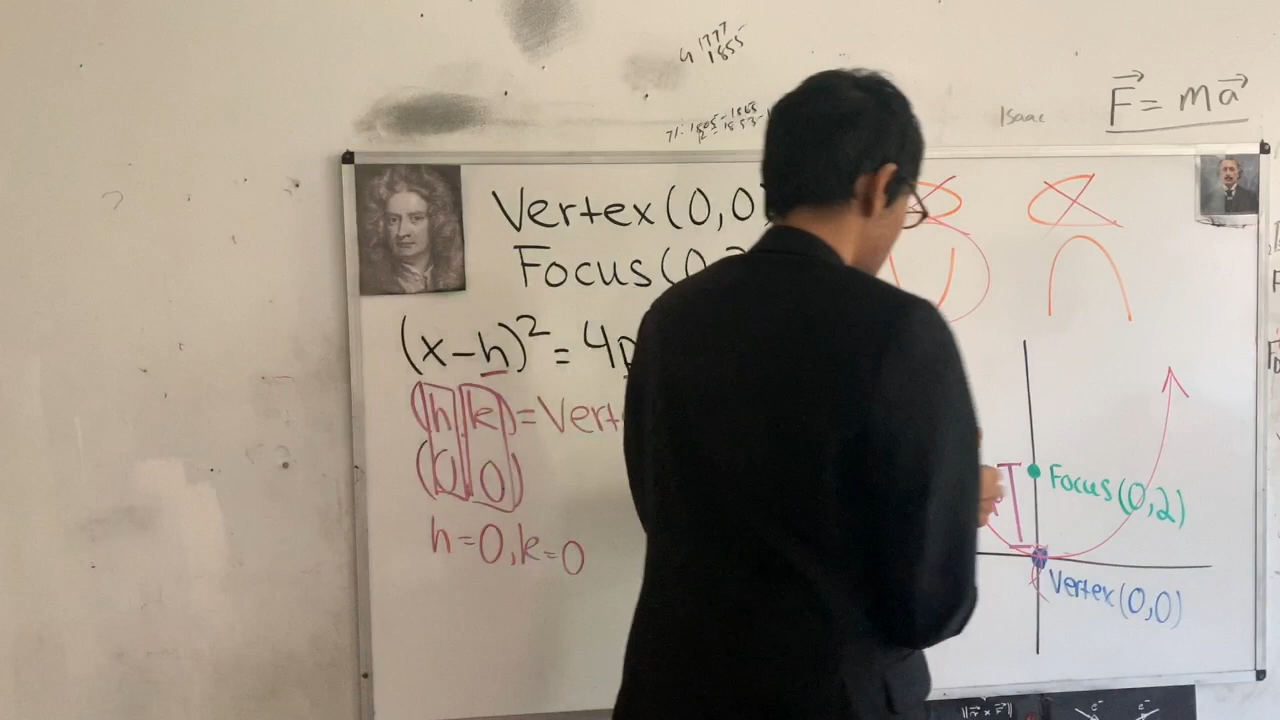 1777
1855
Isaac
F = ma
Vertex (0,0
Focus (0,
(x-h)² = 4p
(h k) = Vert
(0 0)
h=0, k=0
Focus (0,2)
Vertex (0,0)
e⁻ e⁻